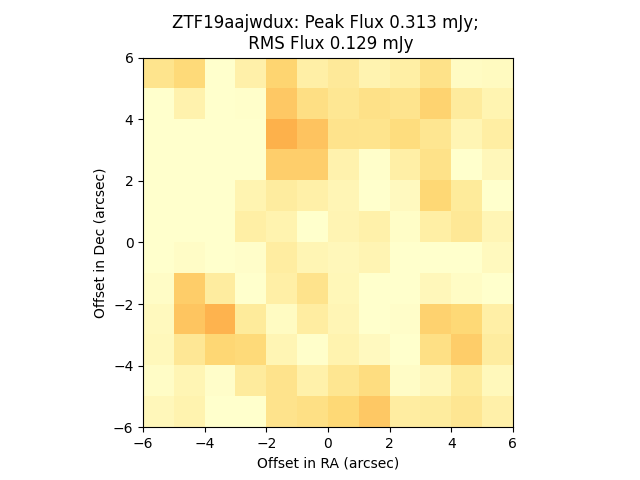 ZTF19aajwdux: Peak Flux 0.313 mJy;
RMS Flux 0.129 mJy
6
4
2
0
−2
−4
−6
Offset in Dec (arcsec)
−6 −4 −2 0 2 4 6
Offset in RA (arcsec)